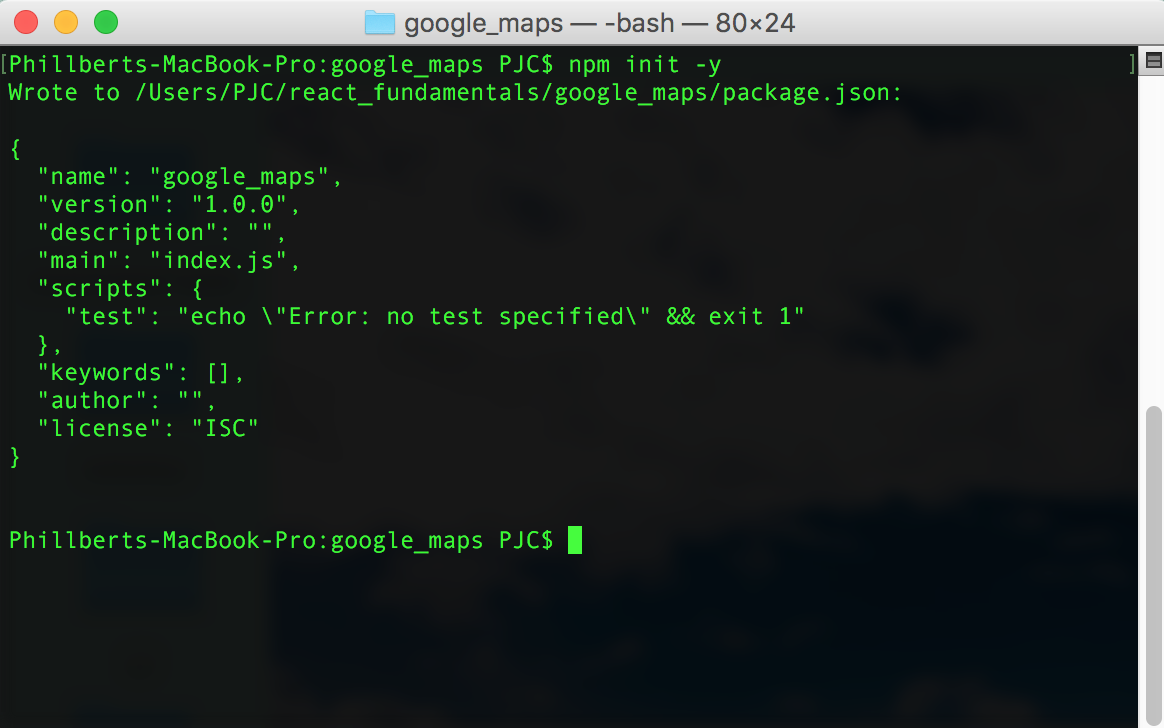 google_maps — -bash — 80×24
[Phillberts-MacBook-Pro:google_maps PJC$ npm init -y ]
Wrote to /Users/PJC/react_fundamentals/google_maps/package.json:
{
  "name": "google_maps",
  "version": "1.0.0",
  "description": "",
  "main": "index.js",
  "scripts": {
    "test": "echo \"Error: no test specified\" && exit 1"
  },
  "keywords": [],
  "author": "",
  "license": "ISC"
}
Phillberts-MacBook-Pro:google_maps PJC$